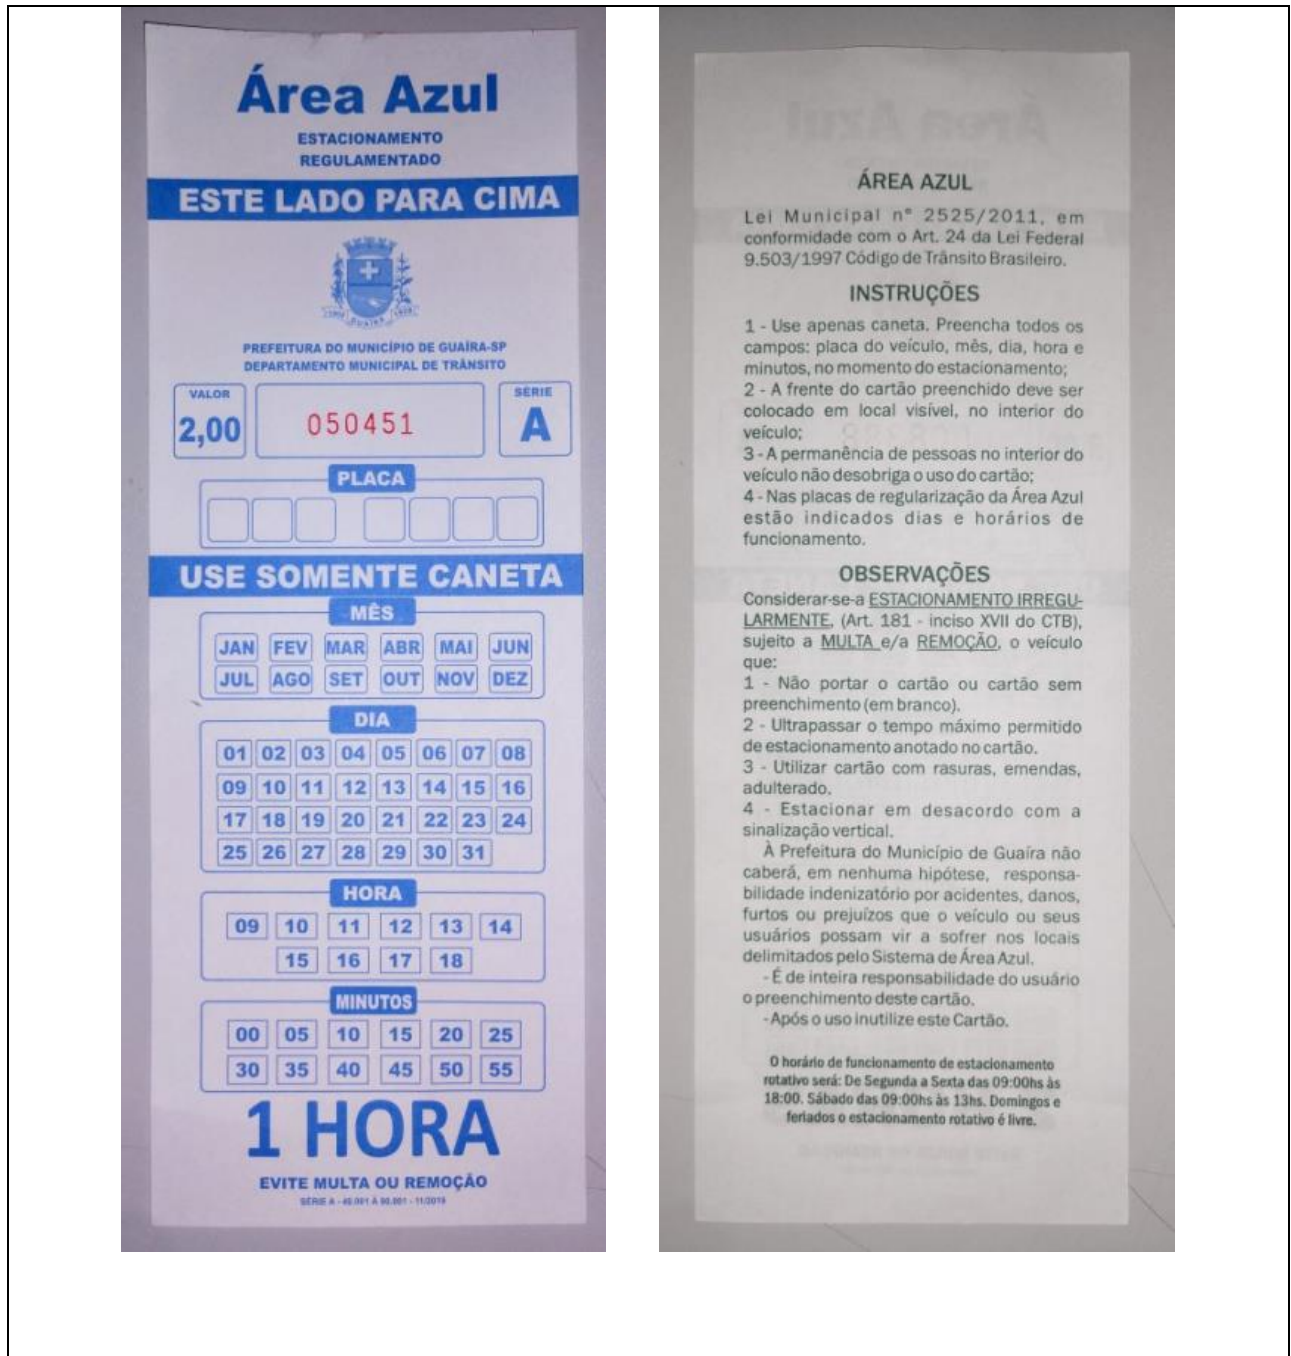 Área Azul
ESTACIONAMENTO
REGULAMENTADO
ESTE LADO PARA CIMA
GUAÍRA
PREFEITURA DO MUNICÍPIO DE GUAÍRA-SP
DEPARTAMENTO MUNICIPAL DE TRÂNSITO
VALOR
2,00
050451
SÉRIE
A
PLACA
USE SOMENTE CANETA
MÊS
JAN FEV MAR ABR MAI JUN
JUL AGO SET OUT NOV DEZ
DIA
01 02 03 04 05 06 07 08
09 10 11 12 13 14 15 16
17 18 19 20 21 22 23 24
25 26 27 28 29 30 31
HORA
09 10 11 12 13 14
15 16 17 18
MINUTOS
00 05 10 15 20 25
30 35 40 45 50 55
1 HORA
EVITE MULTA OU REMOÇÃO
SÉRIE A - 40.001 À 90.001 - 11/2019
ÁREA AZUL
Lei Municipal nº 2525/2011, em
conformidade com o Art. 24 da Lei Federal
9.503/1997 Código de Trânsito Brasileiro.
INSTRUÇÕES
1 - Use apenas caneta. Preencha todos os
campos: placa do veículo, mês, dia, hora e
minutos, no momento do estacionamento;
2 - A frente do cartão preenchido deve ser
colocado em local visível, no interior do
veículo;
3 - A permanência de pessoas no interior do
veículo não desobriga o uso do cartão;
4 - Nas placas de regularização da Área Azul
estão indicados dias e horários de
funcionamento.
OBSERVAÇÕES
Considerar-se-a ESTACIONAMENTO IRREGU-
LARMENTE, (Art. 181 - inciso XVII do CTB),
sujeito a MULTA e/a REMOÇÃO, o veículo
que:
1 - Não portar o cartão ou cartão sem
preenchimento (em branco).
2 - Ultrapassar o tempo máximo permitido
de estacionamento anotado no cartão.
3 - Utilizar cartão com rasuras, emendas,
adulterado.
4 - Estacionar em desacordo com a
sinalização vertical.
À Prefeitura do Município de Guaíra não
caberá, em nenhuma hipótese, responsa-
bilidade indenizatório por acidentes, danos,
furtos ou prejuízos que o veículo ou seus
usuários possam vir a sofrer nos locais
delimitados pelo Sistema de Área Azul.
- É de inteira responsabilidade do usuário
o preenchimento deste cartão.
- Após o uso inutilize este Cartão.
O horário de funcionamento de estacionamento
rotativo será: De Segunda a Sexta das 09:00hs às
18:00. Sábado das 09:00hs às 13hs. Domingos e
feriados o estacionamento rotativo é livre.